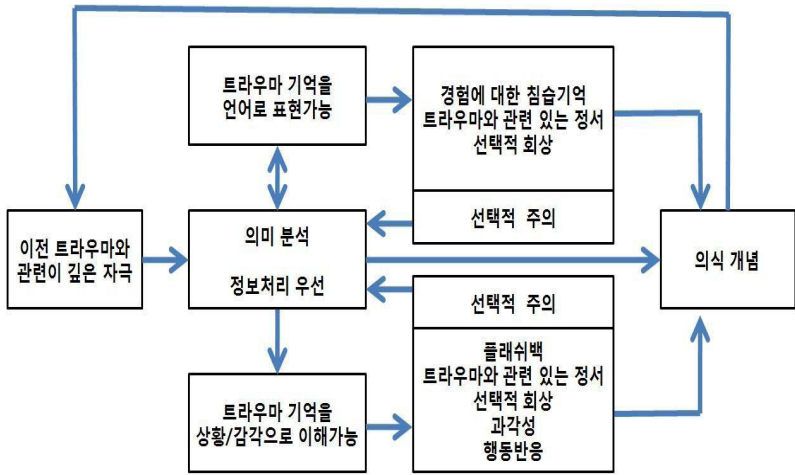 트라우마 기억을
언어로 표현가능
경험에 대한 침습기억
트라우마와 관련 있는 정서
선택적 회상
선택적 주의
이전 트라우마와
관련이 깊은 자극
의미 분석
정보처리 우선
의식 개념
선택적 주의
플래쉬백
트라우마와 관련 있는 정서
선택적 회상
과각성
행동반응
트라우마 기억을
상황/감각으로 이해가능